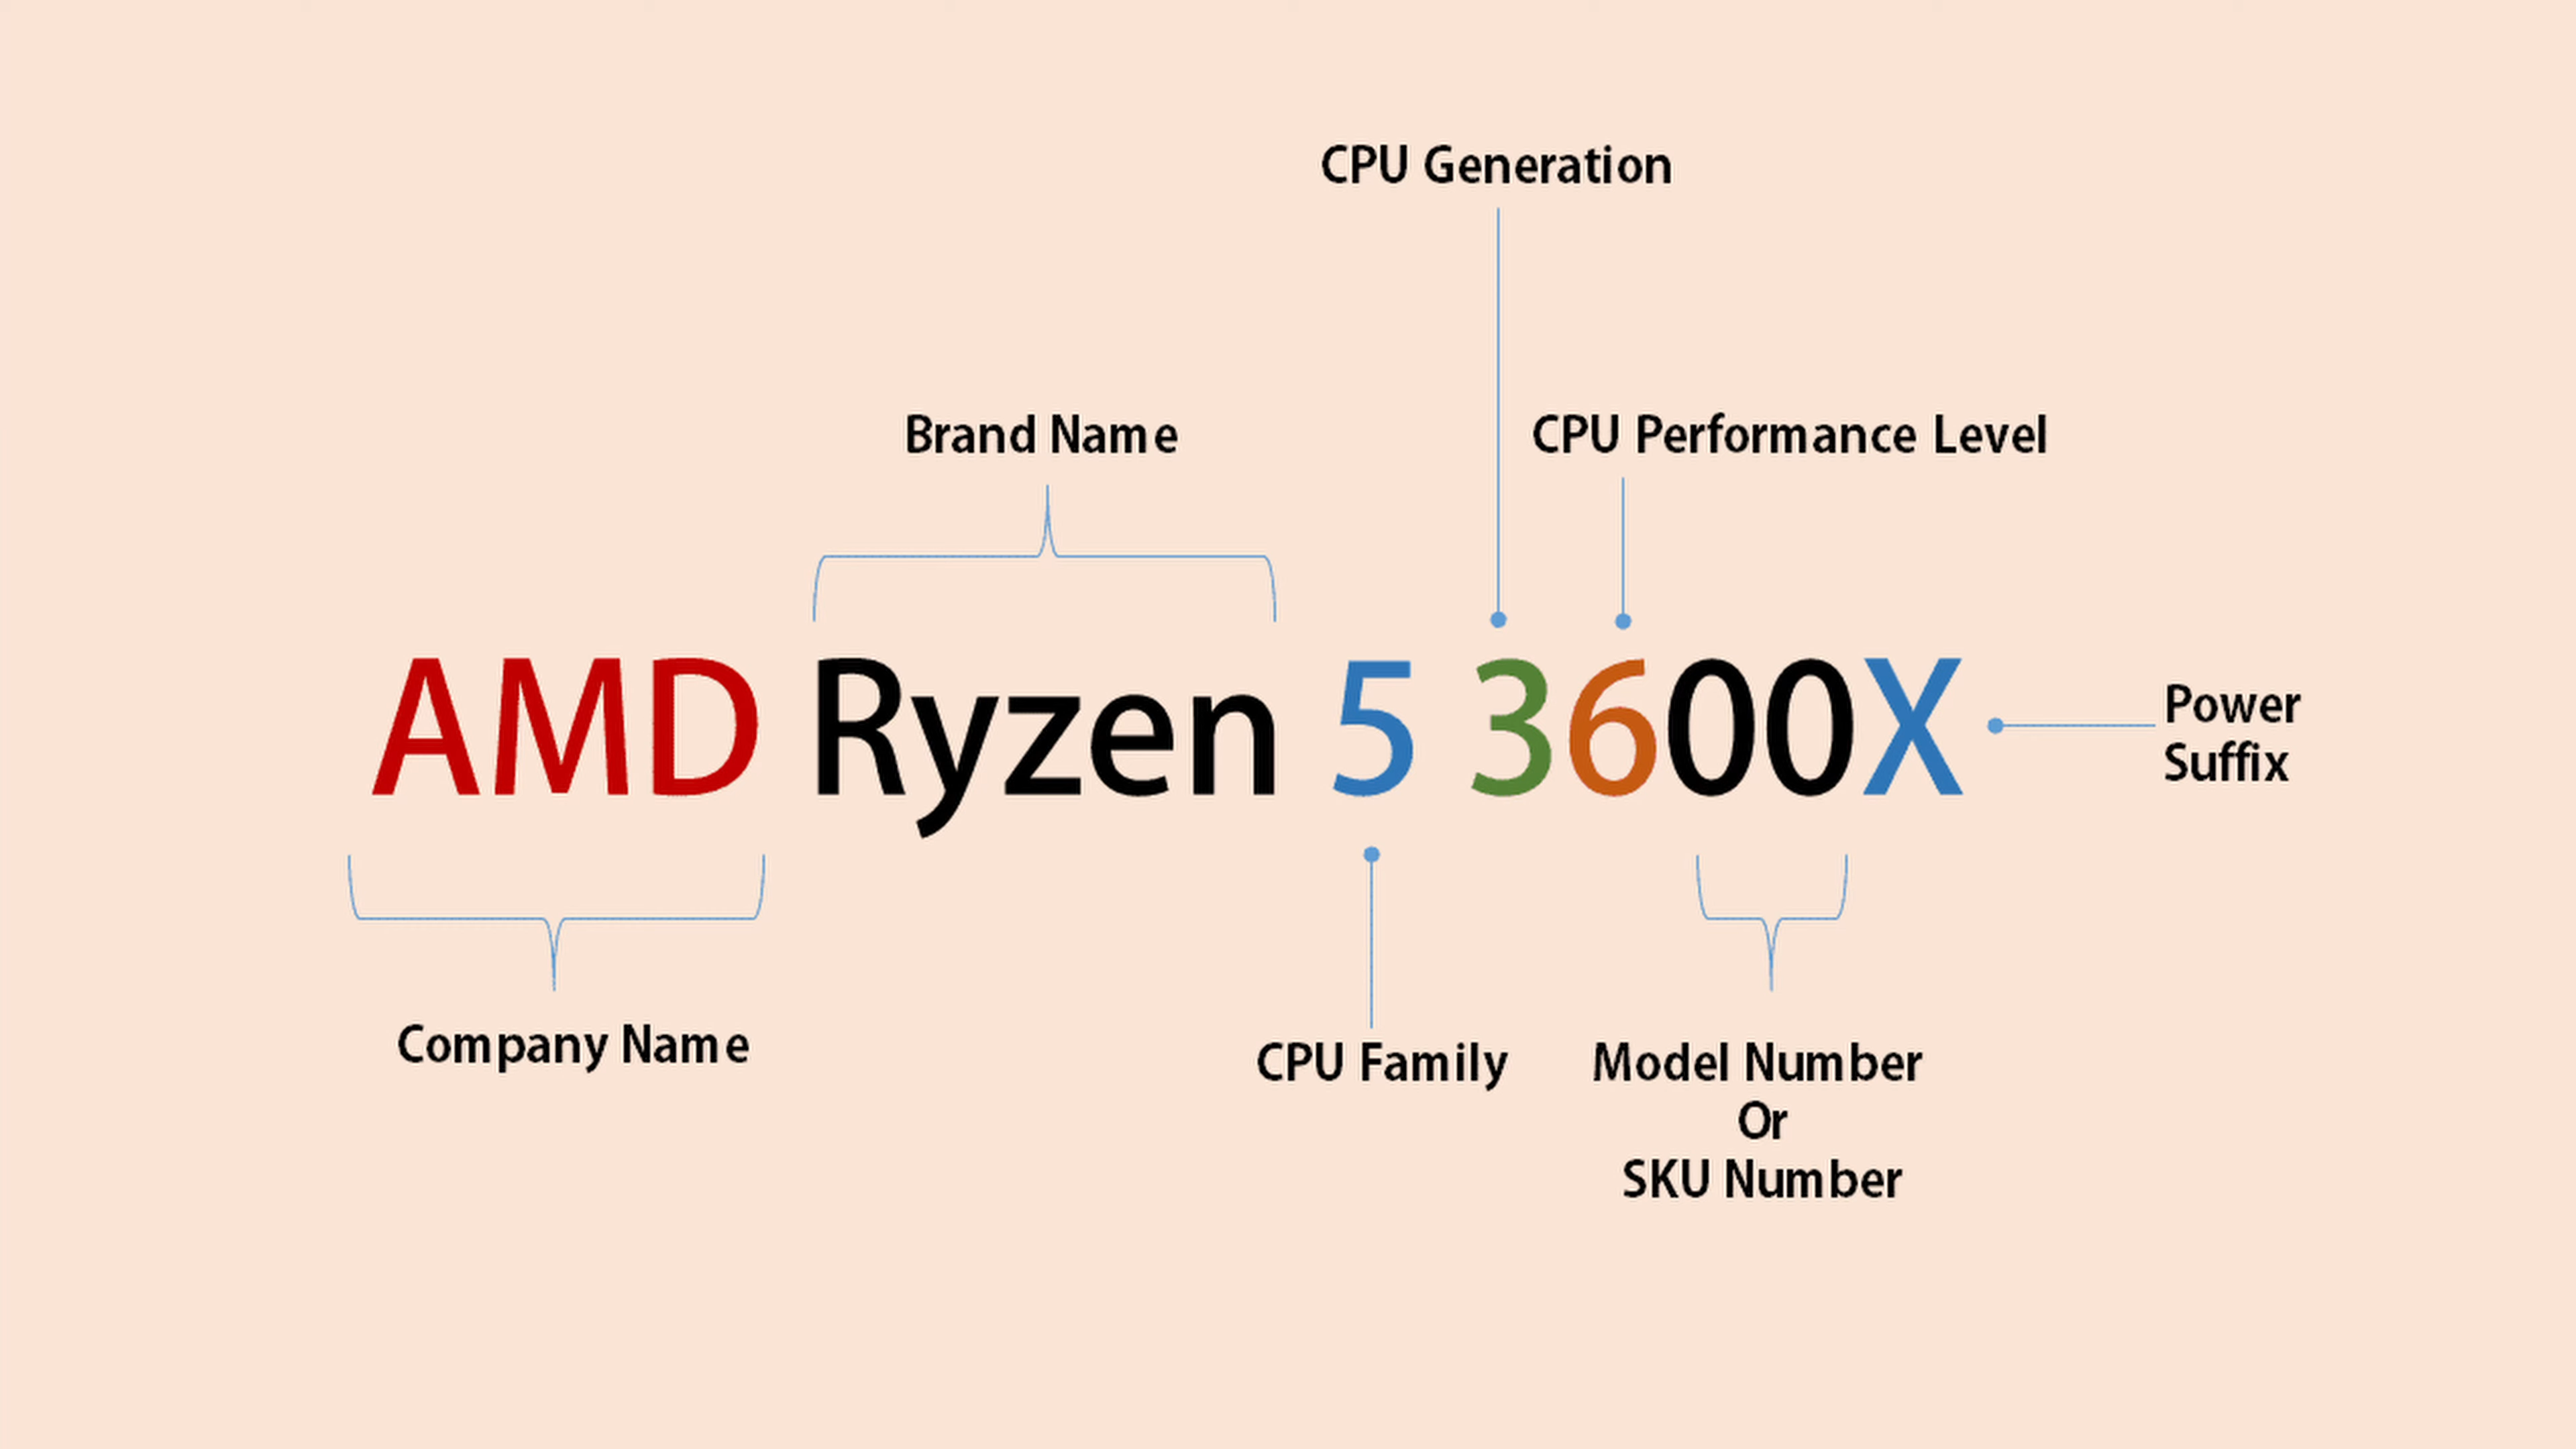 CPU Generation
Brand Name
CPU Performance Level
AMD Ryzen 5 3600X
Power
Suffix
Company Name
CPU Family
Model Number
Or
SKU Number